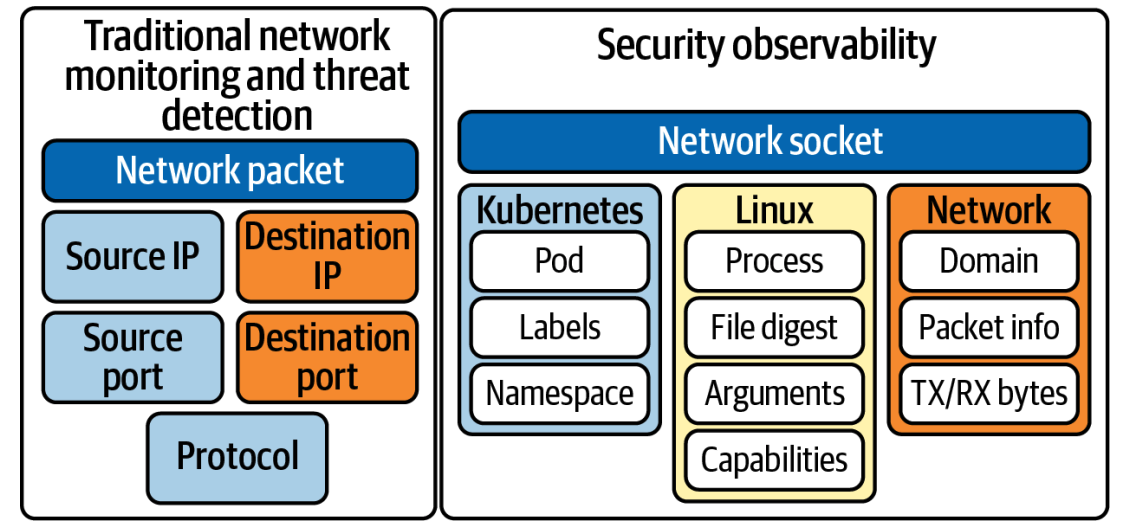 Traditional network
monitoring and threat
detection
Network packet
Source IP
Destination
IP
Source
port
Destination
port
Protocol
Security observability
Network socket
Kubernetes
Pod
Labels
Namespace
Linux
Process
File digest
Arguments
Capabilities
Network
Domain
Packet info
TX/RX bytes